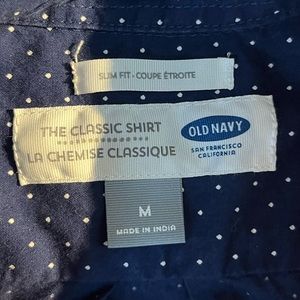 SLIM FIT - COUPE ÉTROITE
THE CLASSIC SHIRT
LA CHEMISE CLASSIQUE
OLD NAVY
SAN FRANCISCO
CALIFORNIA
M
MADE IN INDIA